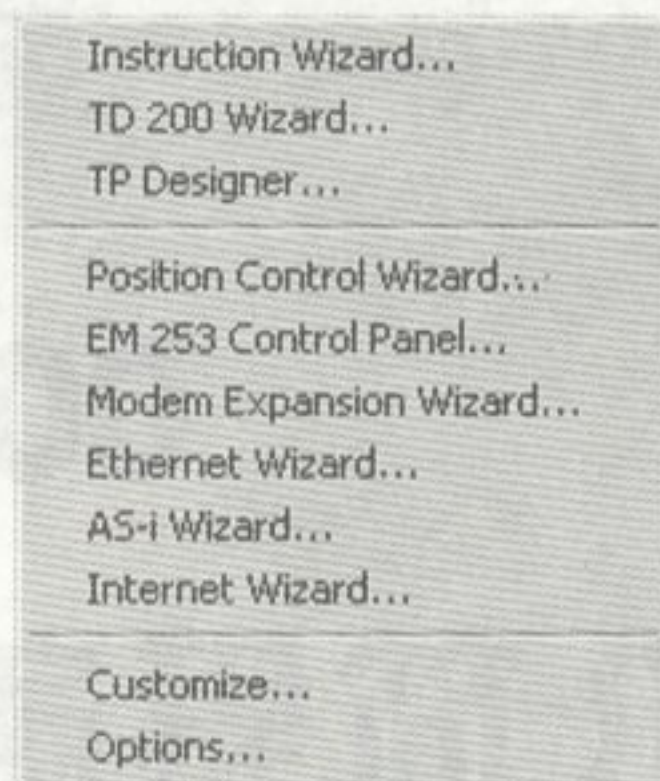 Instruction Wizard...
TD 200 Wizard...
TP Designer...
Position Control Wizard...
EM 253 Control Panel...
Modem Expansion Wizard...
Ethernet Wizard...
AS-i Wizard...
Internet Wizard...
Customize...
Options...